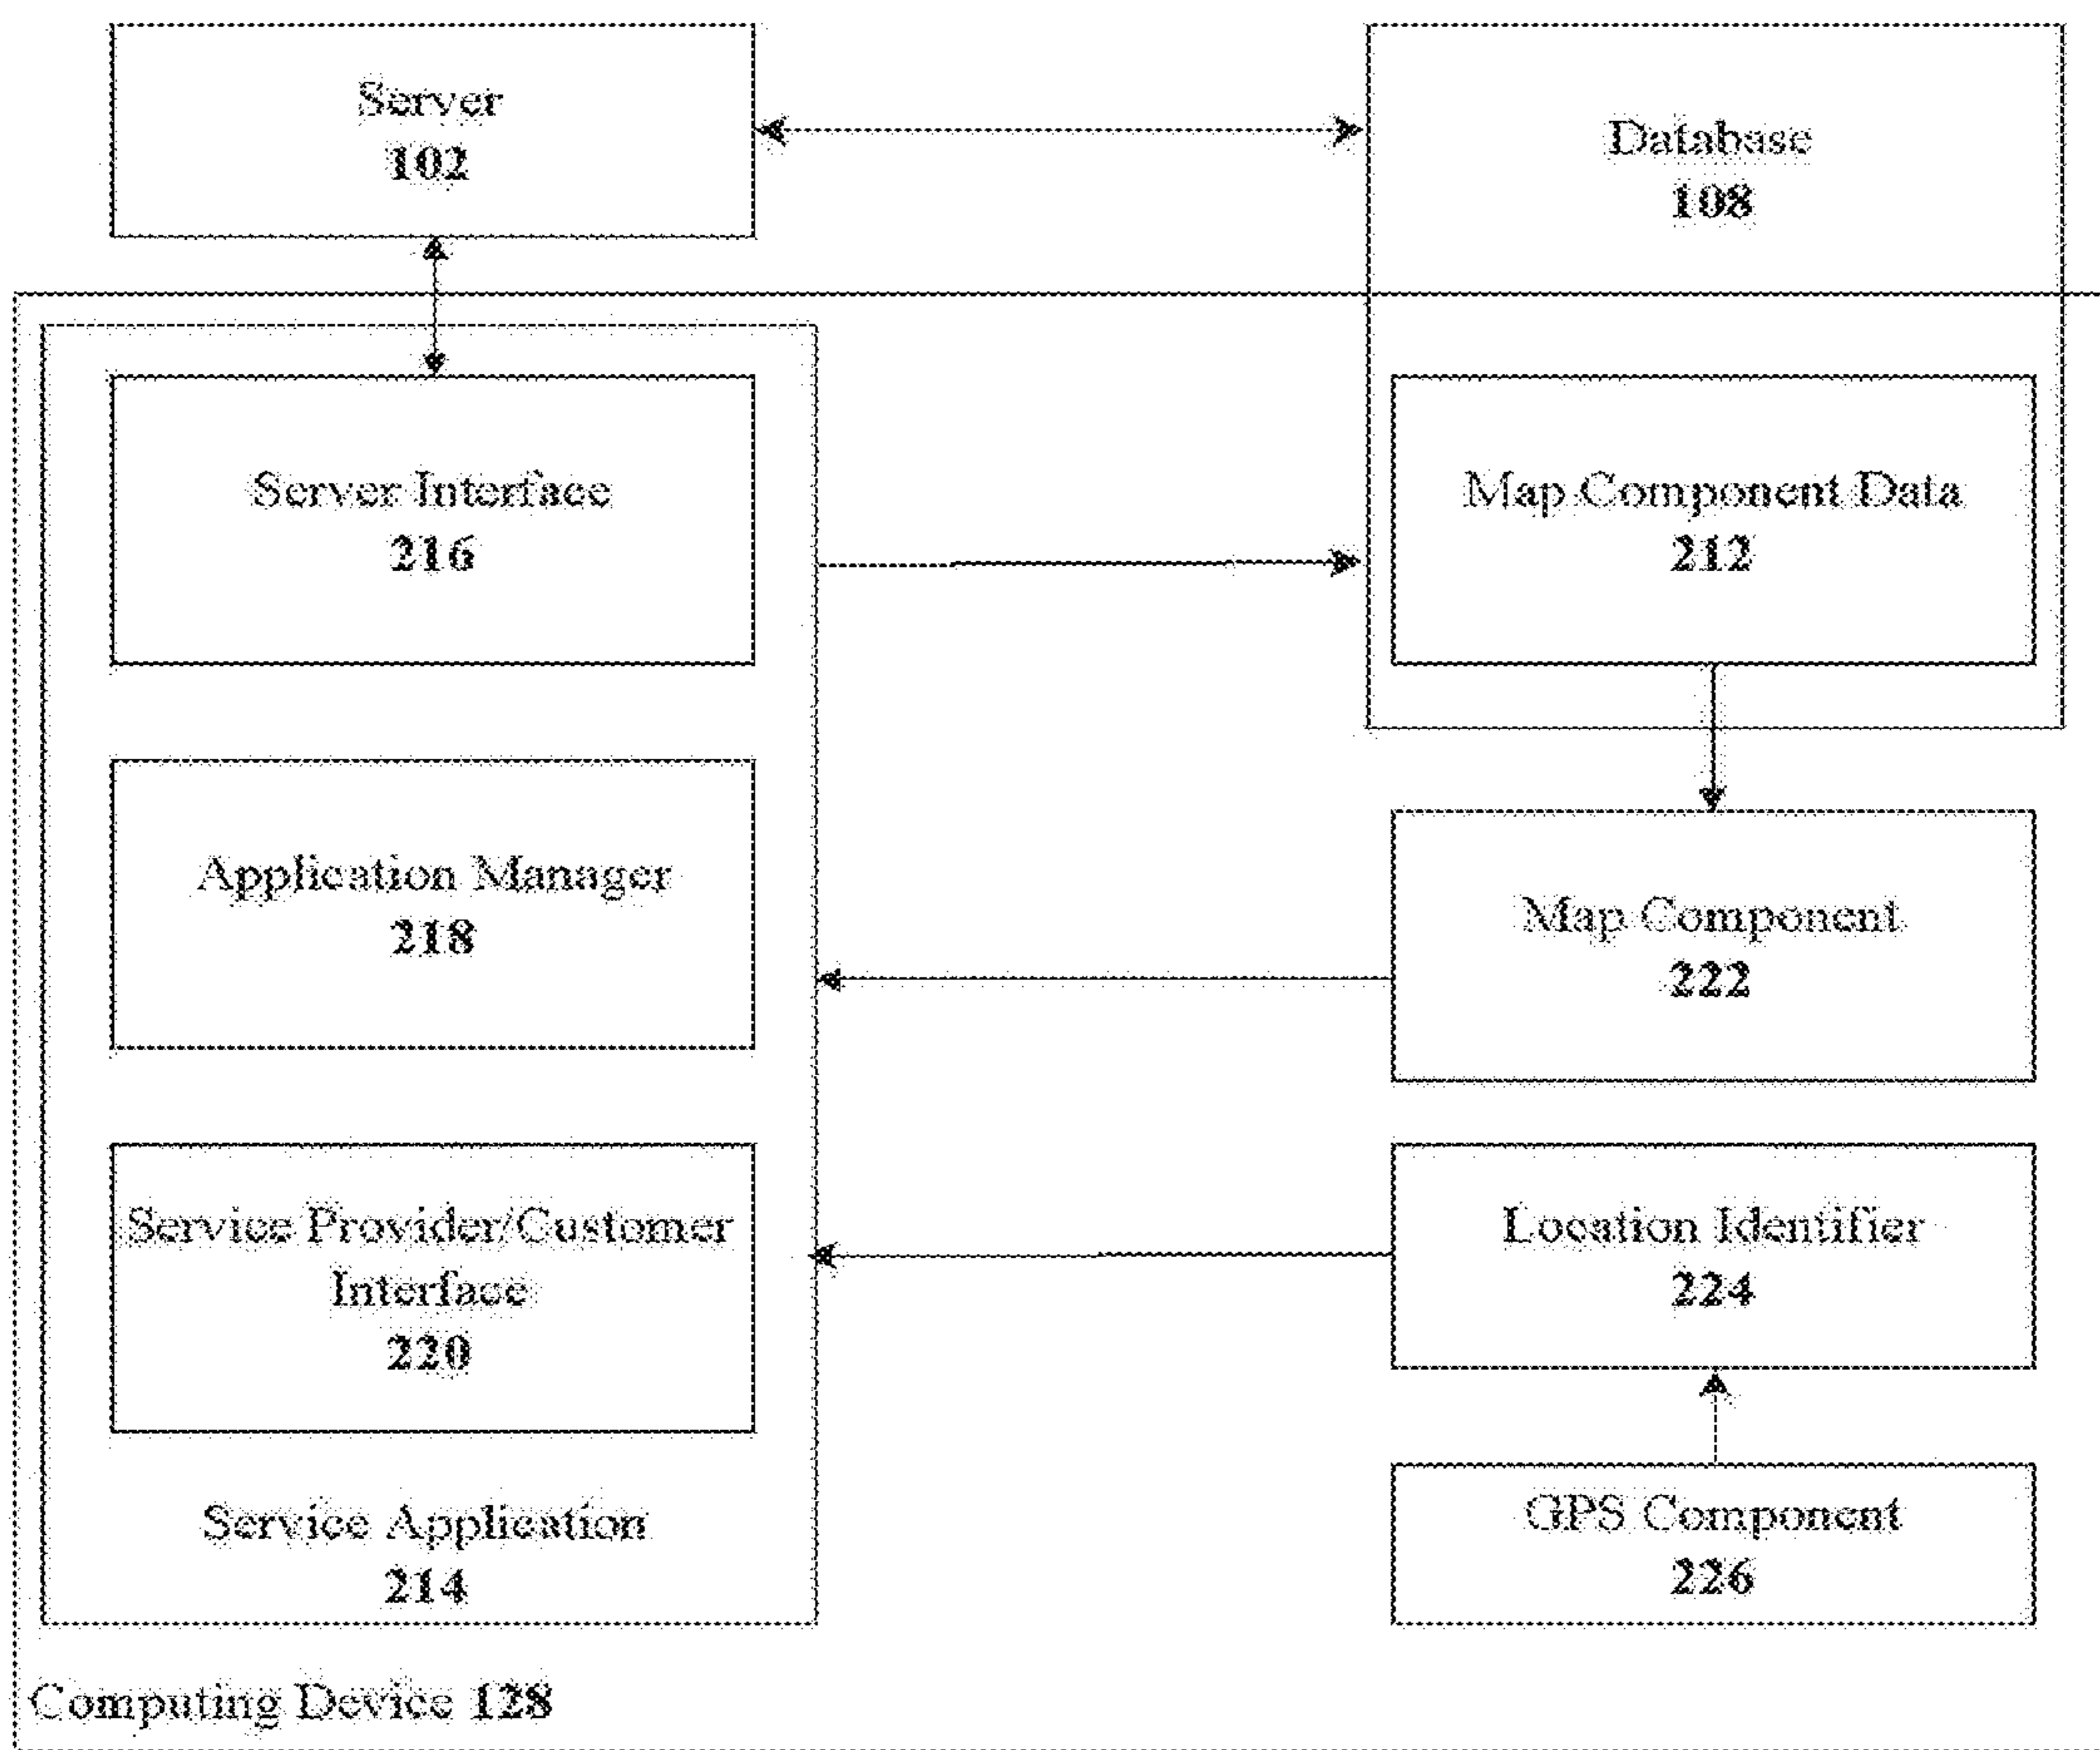 Server
102
Database
108
Server Interface
216
Map Component Data
212
Application Manager
218
Map Component
222
Service Provider/Customer
Interface
220
Location Identifier
224
Service Application
214
GPS Component
226
Computing Device 128